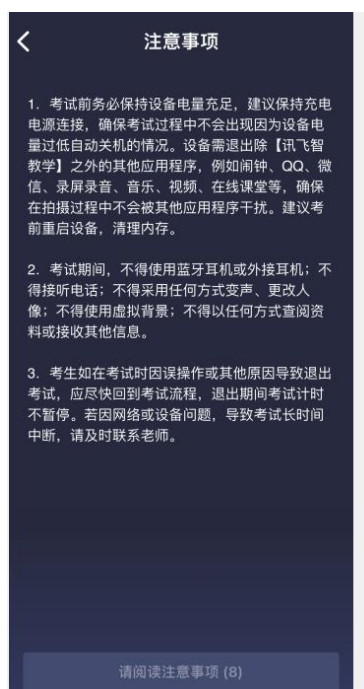 注意事项
1. 考试前务必保持设备电量充足，建议保持充电
电源连接，确保考试过程中不会出现因为设备电
量过低自动关机的情况。设备需退出除【讯飞智
教学】之外的其他应用程序，例如闹钟、QQ、微
信、录屏录音、音乐、视频、在线课堂等，确保
在拍摄过程中不会被其他应用程序干扰。建议考
前重启设备，清理内存。
2. 考试期间，不得使用蓝牙耳机或外接耳机；不
得接听电话；不得采用任何方式变声、更改人
像；不得使用虚拟背景；不得以任何方式查阅资
料或接收其他信息。
3. 考生如在考试时因误操作或其他原因导致退出
考试，应尽快回到考试流程，退出期间考试计时
不暂停。若因网络或设备问题，导致考试长时间
中断，请及时联系老师。
请阅读注意事项 (8)